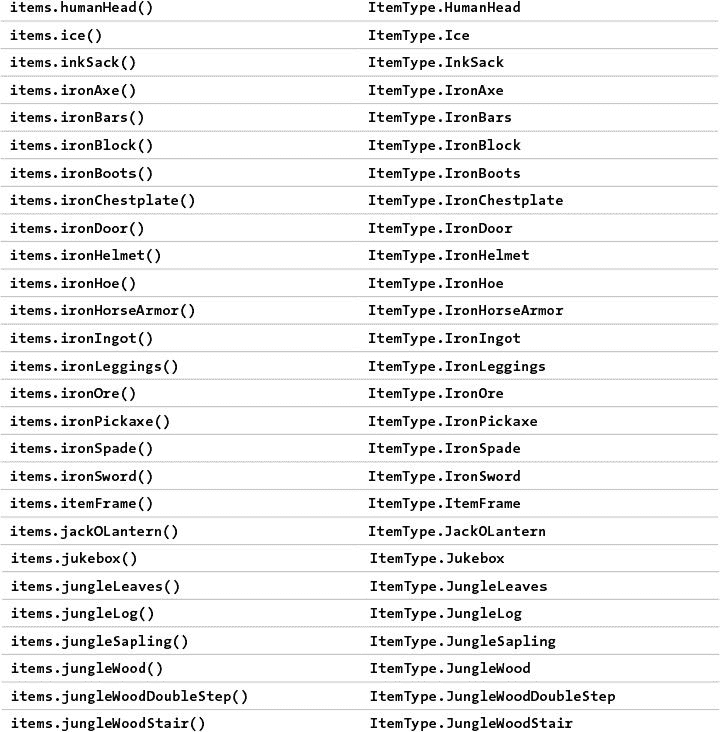 items.humanHead() ItemType.HumanHead
items.ice() ItemType.Ice
items.inkSack() ItemType.InkSack
items.ironAxe() ItemType.IronAxe
items.ironBars() ItemType.IronBars
items.ironBlock() ItemType.IronBlock
items.ironBoots() ItemType.IronBoots
items.ironChestplate() ItemType.IronChestplate
items.ironDoor() ItemType.IronDoor
items.ironHelmet() ItemType.IronHelmet
items.ironHoe() ItemType.IronHoe
items.ironHorseArmor() ItemType.IronHorseArmor
items.ironIngot() ItemType.IronIngot
items.ironLeggings() ItemType.IronLeggings
items.ironOre() ItemType.IronOre
items.ironPickaxe() ItemType.IronPickaxe
items.ironSpade() ItemType.IronSpade
items.ironSword() ItemType.IronSword
items.itemFrame() ItemType.ItemFrame
items.jackOLantern() ItemType.JackOLantern
items.jukebox() ItemType.Jukebox
items.jungleLeaves() ItemType.JungleLeaves
items.jungleLog() ItemType.JungleLog
items.jungleSapling() ItemType.JungleSapling
items.jungleWood() ItemType.JungleWood
items.jungleWoodDoubleStep() ItemType.JungleWoodDoubleStep
items.jungleWoodStair() ItemType.JungleWoodStair